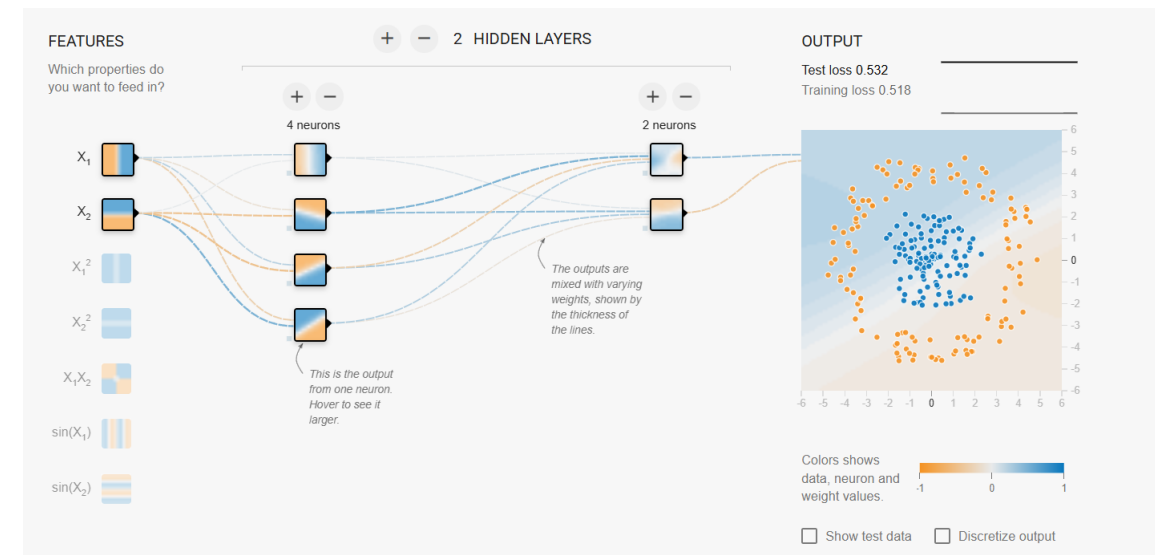 FEATURES
Which properties do
you want to feed in?
X₁
X₂
X₁²
X₂²
X₁X₂
sin(X₁)
sin(X₂)
+ − 2 HIDDEN LAYERS
+ −
4 neurons
+ −
2 neurons
This is the output
from one neuron.
Hover to see it
larger.
The outputs are
mixed with varying
weights, shown by
the thickness of
the lines.
OUTPUT
Test loss 0.532
Training loss 0.518
6
5
4
3
2
1
0
-1
-2
-3
-4
-5
-6
-6 -5 -4 -3 -2 -1 0 1 2 3 4 5 6
Colors shows
data, neuron and
weight values.
-1 0 1
Show test data Discretize output